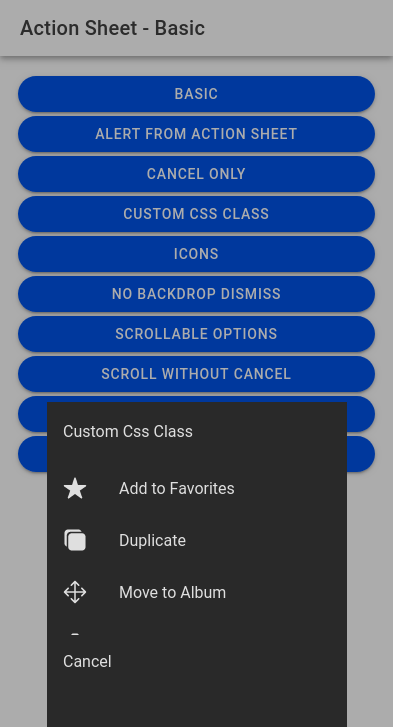 Action Sheet - Basic
BASIC
ALERT FROM ACTION SHEET
CANCEL ONLY
CUSTOM CSS CLASS
ICONS
NO BACKDROP DISMISS
SCROLLABLE OPTIONS
SCROLL WITHOUT CANCEL
Custom Css Class
Add to Favorites
Duplicate
Move to Album
Cancel